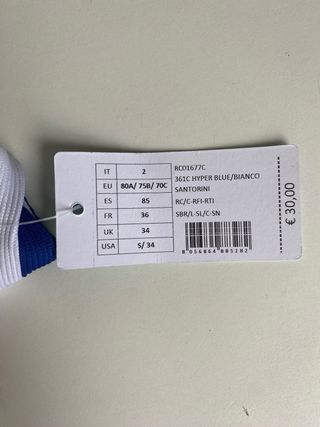 IT 2
EU 80A/ 75B/ 70C
ES 85
FR 36
UK 34
USA S/ 34
RC01677C
361C HYPER BLUE/BIANCO
SANTORINI
RC/C-RFI-RTI
SBR/L-SL/C-SN
8056864885282
€ 30,00